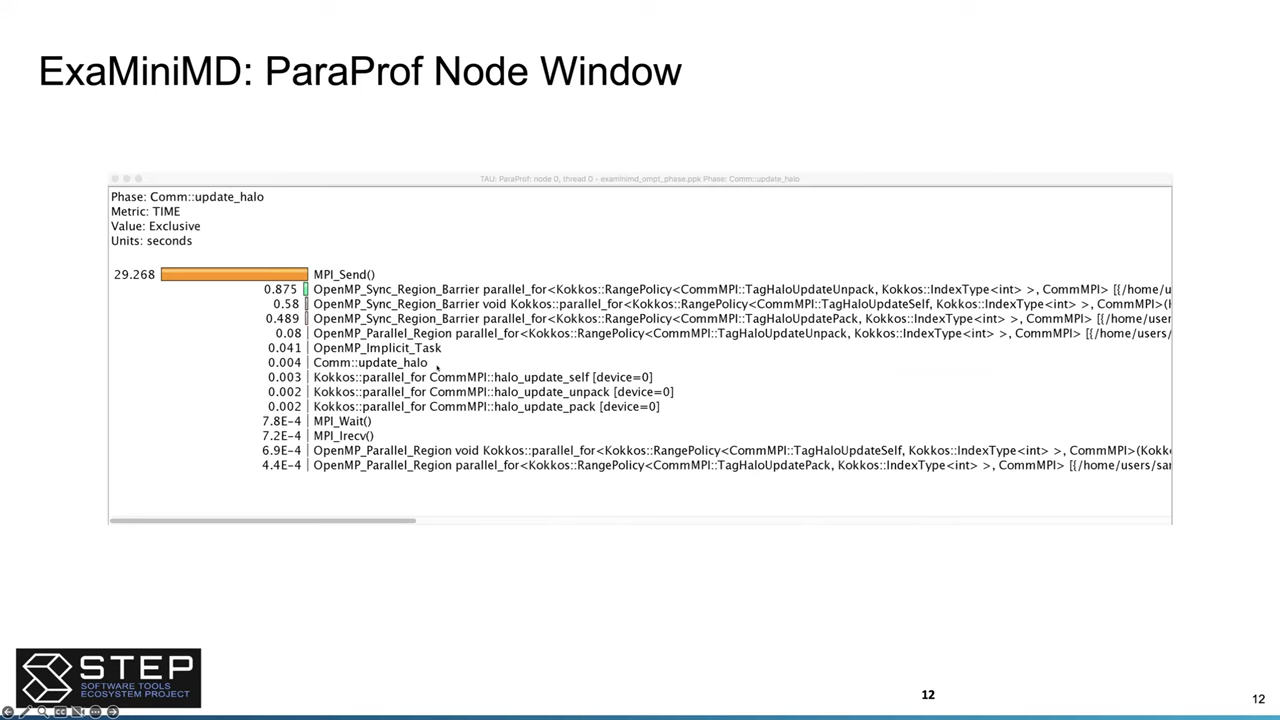 ExaMiniMD: ParaProf Node Window
TAU: ParaProf: node 0, thread 0 - examinimd_ompt_phase.ppk Phase: Comm::update_halo
Phase: Comm::update_halo
Metric: TIME
Value: Exclusive
Units: seconds
29.268 MPI_Send()
0.875 OpenMP_Sync_Region_Barrier parallel_for<Kokkos::RangePolicy<CommMPI::TagHaloUpdateUnpack, Kokkos::IndexType<int> >, CommMPI> [{/home/u
0.58 OpenMP_Sync_Region_Barrier void Kokkos::parallel_for<Kokkos::RangePolicy<CommMPI::TagHaloUpdateSelf, Kokkos::IndexType<int> >, CommMPI>(
0.489 OpenMP_Sync_Region_Barrier parallel_for<Kokkos::RangePolicy<CommMPI::TagHaloUpdatePack, Kokkos::IndexType<int> >, CommMPI> [{/home/user
0.08 OpenMP_Parallel_Region parallel_for<Kokkos::RangePolicy<CommMPI::TagHaloUpdateUnpack, Kokkos::IndexType<int> >, CommMPI> [{/home/users/
0.041 OpenMP_Implicit_Task
0.004 Comm::update_halo
0.003 Kokkos::parallel_for CommMPI::halo_update_self [device=0]
0.002 Kokkos::parallel_for CommMPI::halo_update_unpack [device=0]
0.002 Kokkos::parallel_for CommMPI::halo_update_pack [device=0]
7.8E-4 MPI_Wait()
7.2E-4 MPI_Irecv()
6.9E-4 OpenMP_Parallel_Region void Kokkos::parallel_for<Kokkos::RangePolicy<CommMPI::TagHaloUpdateSelf, Kokkos::IndexType<int> >, CommMPI>(Kokk
4.4E-4 OpenMP_Parallel_Region parallel_for<Kokkos::RangePolicy<CommMPI::TagHaloUpdatePack, Kokkos::IndexType<int> >, CommMPI> [{/home/users/sa
STEP
SOFTWARE TOOLS
ECOSYSTEM PROJECT
12
12